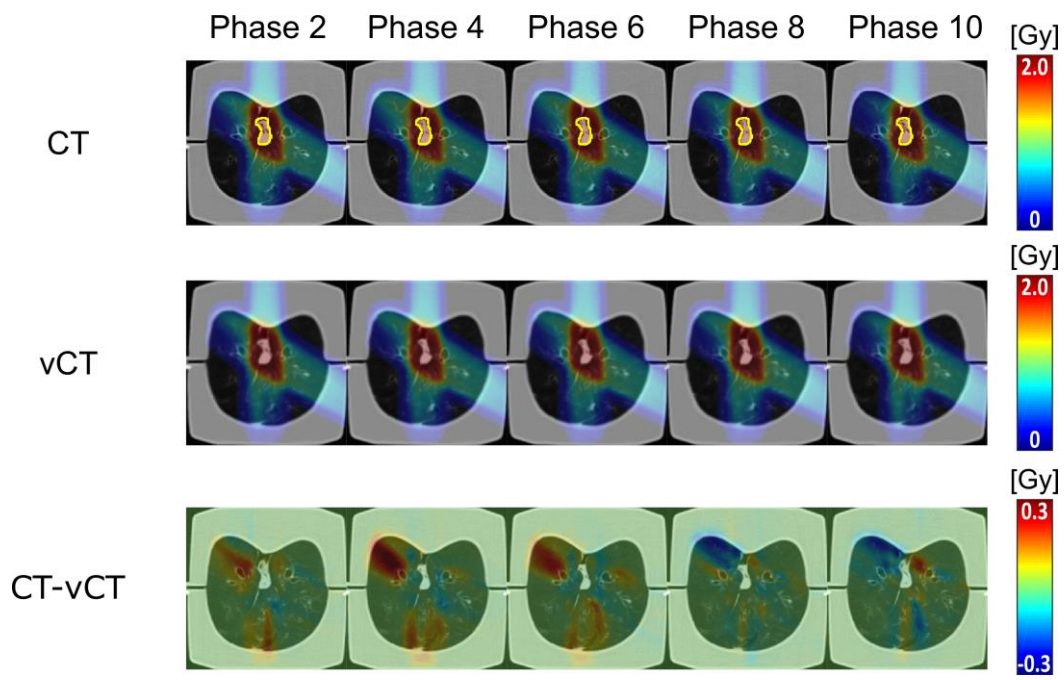 Phase 2 Phase 4 Phase 6 Phase 8 Phase 10 [Gy]
2.0
CT
0
[Gy]
2.0
vCT
0
[Gy]
0.3
CT-vCT
-0.3